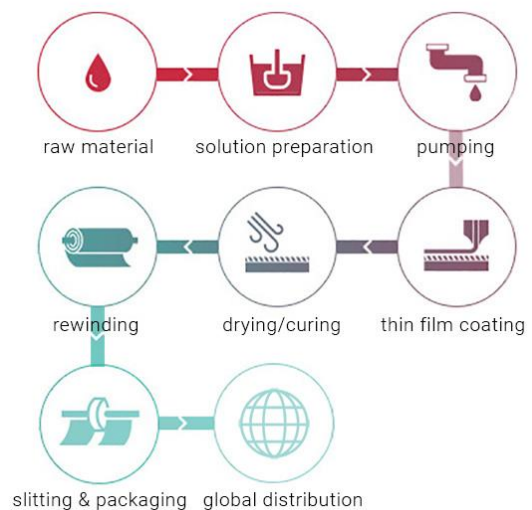 raw material
solution preparation
pumping
rewinding
drying/curing
thin film coating
slitting & packaging
global distribution